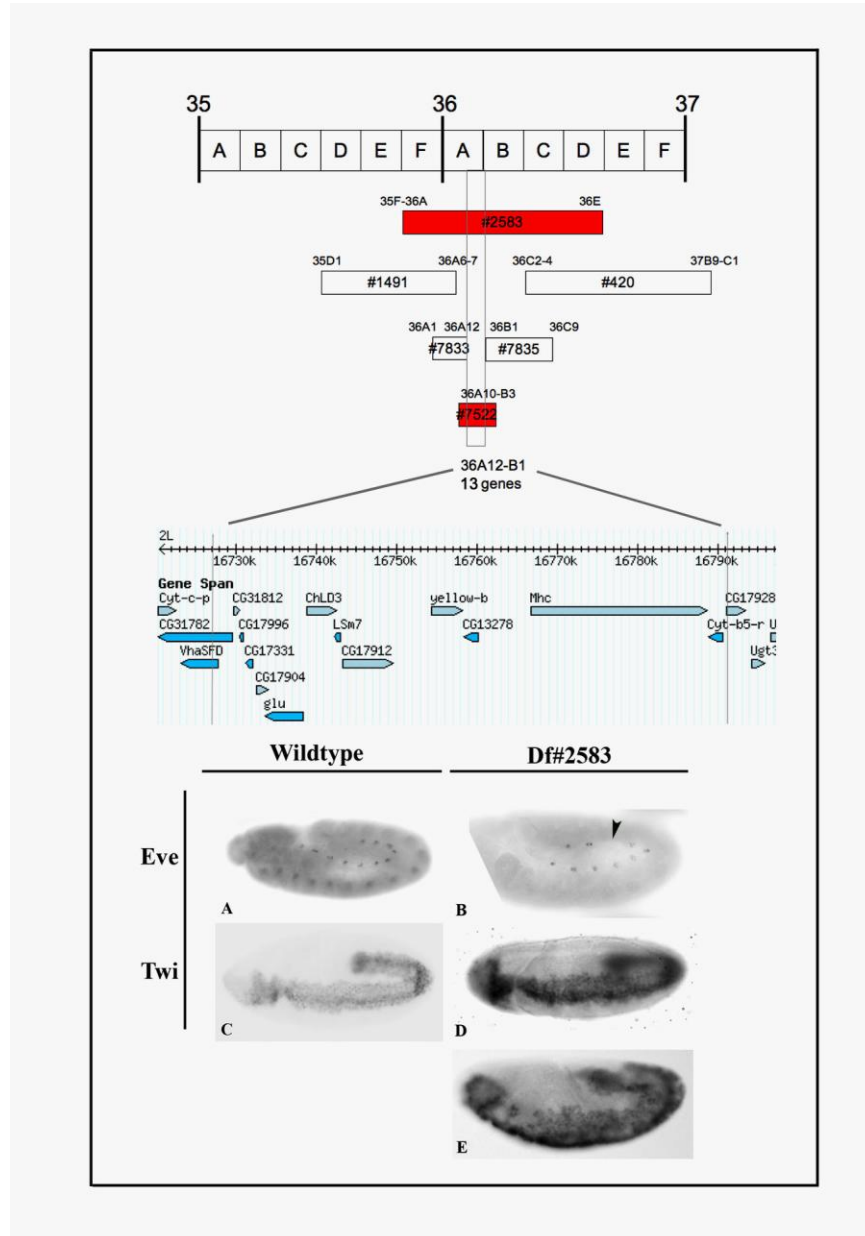 35 36 37
A B C D E F A B C D E F
35F-36A 36E
#2583
35D1 36A6-7 36C2-4 37B9-C1
#1491 #420
36A1 36A12 36B1 36C9
#7833 #7835
36A10-B3
#7522
36A12-B1
13 genes
2L
16730k 16740k 16750k 16760k 16770k 16780k 16790k
Gene Span
Cyt-c-p CG31812 ChLD3 yellow-b Mhc CG17928
CG31782 CG17996 LSm7 CG13278 Cyt-b5-r U
VhaSFD CG17331 CG17912 Ugt3
CG17904
glu
Wildtype Df#2583
Eve
A B
Twi
C D
E